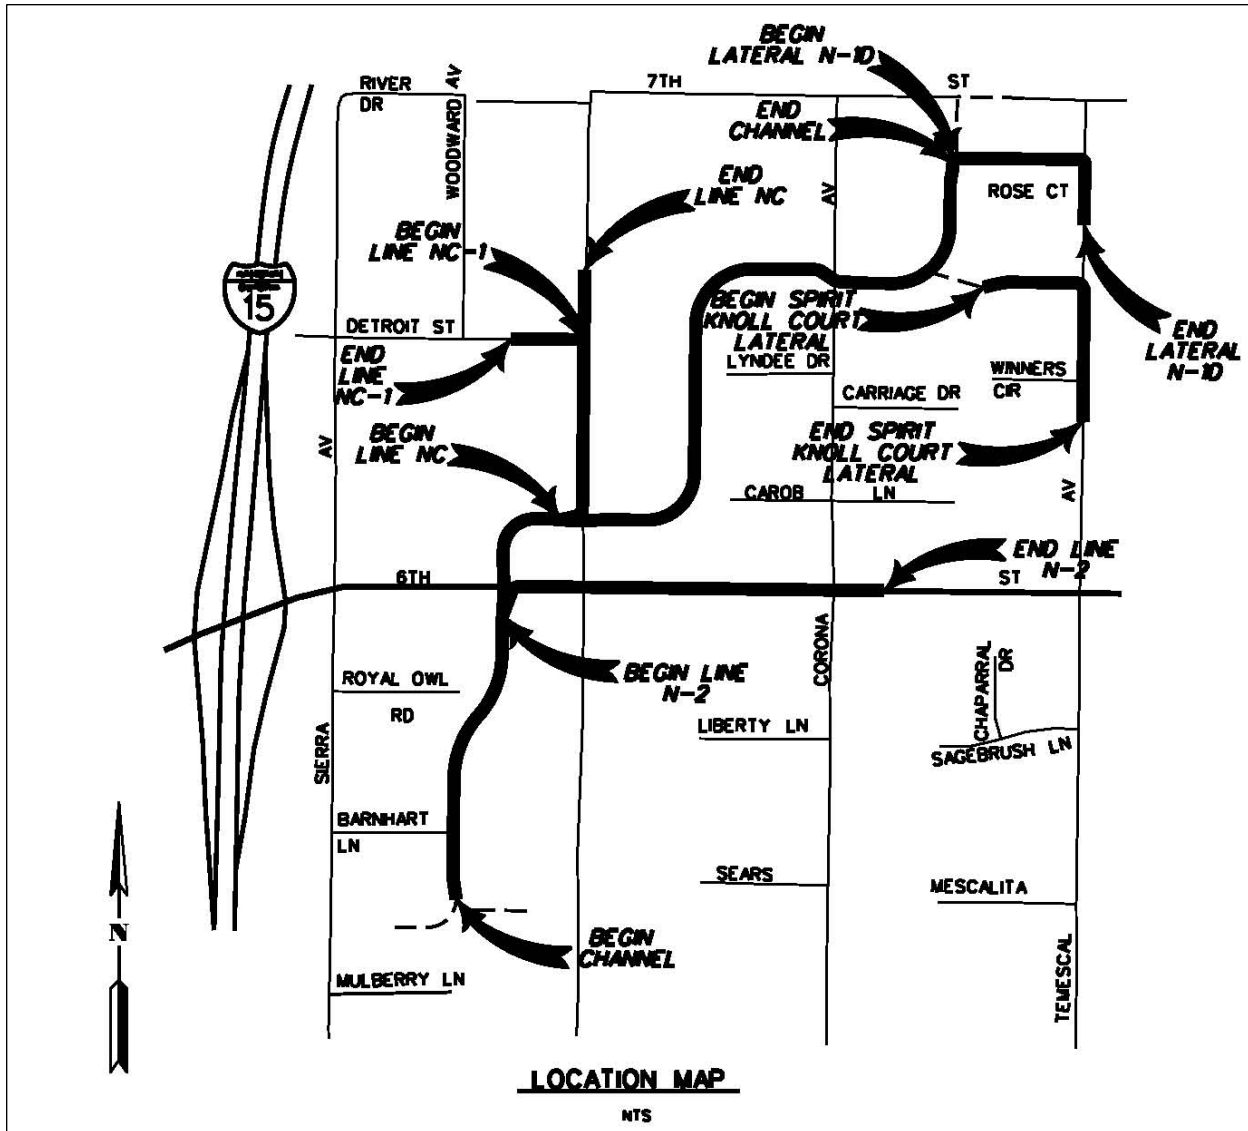 BEGIN
LATERAL N-1D
RIVER
DR
WOODWARD AV
7TH
ST
END
CHANNEL
END
LINE NC
AV
ROSE CT
BEGIN
LINE NC-1
15
BEGIN SPIRIT
KNOLL COURT
LATERAL
LYNDEE DR
DETROIT ST
END
LINE
NC-1
END
LATERAL
N-1D
WINNERS
CIR
CARRIAGE DR
BEGIN
LINE NC
AV
END SPIRIT
KNOLL COURT
LATERAL
CAROB LN
AV
END LINE
N-2
6TH
ST
BEGIN LINE
N-2
CORONA
CHAPARRAL
DR
ROYAL OWL
RD
LIBERTY LN
SAGEBRUSH LN
SIERRA
BARNHART
LN
SEARS
MESCALITA
N
BEGIN
CHANNEL
MULBERRY LN
TEMESCAL
LOCATION MAP
NTS